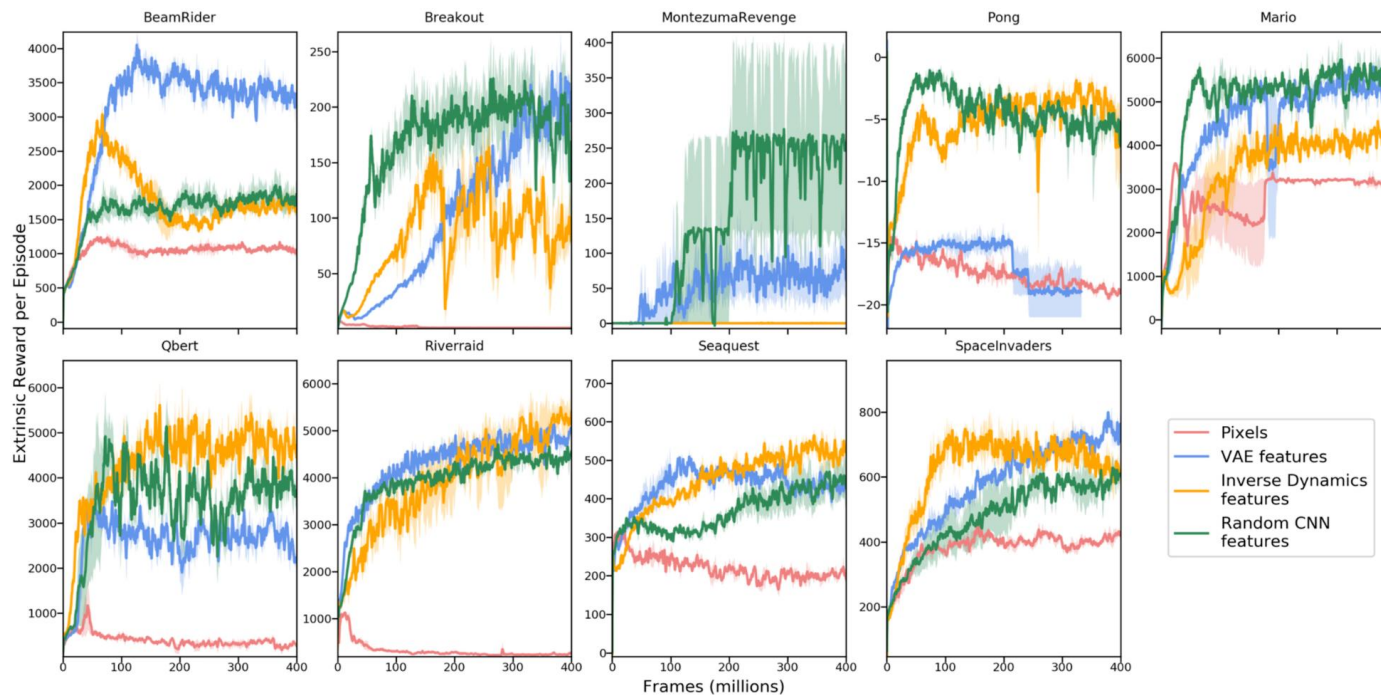 BeamRider
Breakout
MontezumaRevenge
Pong
Mario
4000
3500
3000
2500
2000
1500
1000
500
0
250
200
150
100
50
400
350
300
250
200
150
100
50
0
0
−5
−10
−15
−20
6000
5000
4000
3000
2000
1000
0
Extrinsic Reward per Episode
Qbert
Riverraid
Seaquest
SpaceInvaders
6000
5000
4000
3000
2000
1000
0 100 200 300 400
6000
5000
4000
3000
2000
1000
0 100 200 300 400
700
600
500
400
300
200
100
0
0 100 200 300 400
800
600
400
200
0 100 200 300 400
Frames (millions)
Pixels
VAE features
Inverse Dynamics
features
Random CNN
features